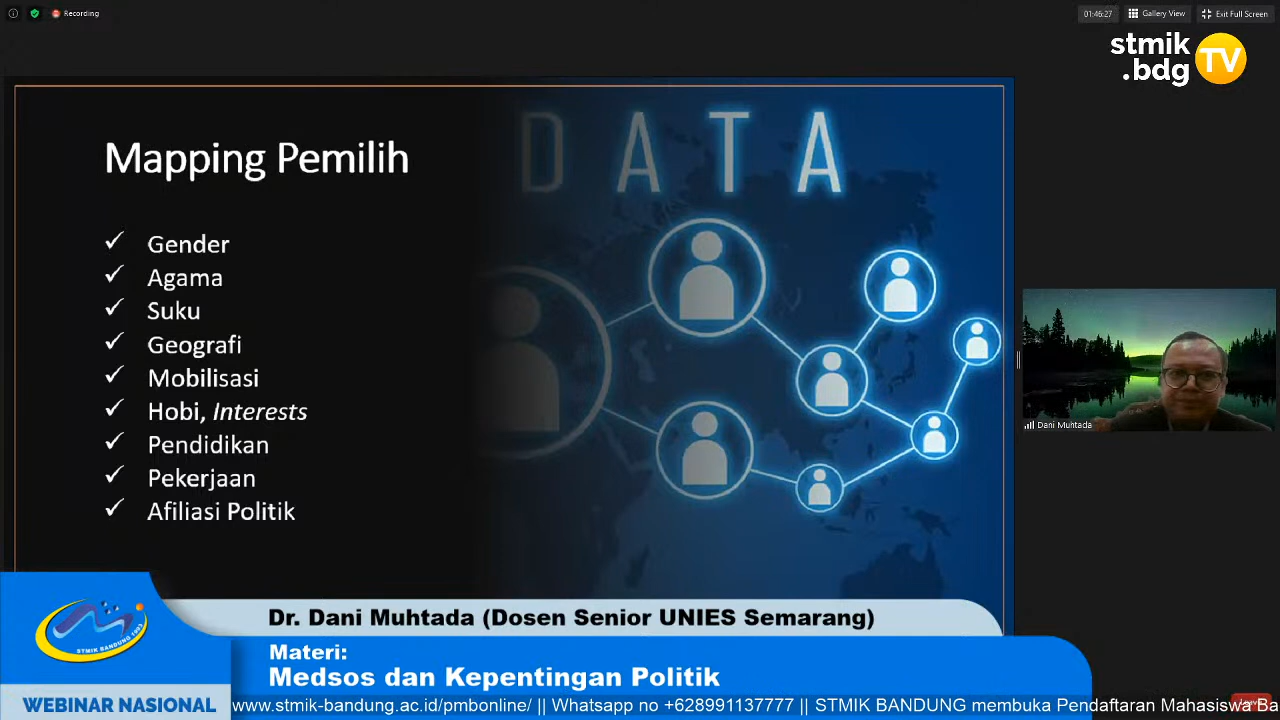 Recording
01:46:27
Gallery View
Exit Full Screen
stmik
.bdg
TV
DATA
Mapping Pemilih
✓ Gender
✓ Agama
✓ Suku
✓ Geografi
✓ Mobilisasi
✓ Hobi, Interests
✓ Pendidikan
✓ Pekerjaan
✓ Afiliasi Politik
Dani Muhtada
Dr. Dani Muhtada (Dosen Senior UNIES Semarang)
Materi:
Medsos dan Kepentingan Politik
STMIK BANDUNG 1993
WEBINAR NASIONAL
www.stmik-bandung.ac.id/pmbonline/ || Whatsapp no +628991137777 || STMIK BANDUNG membuka Pendaftaran Mahasiswa Ba